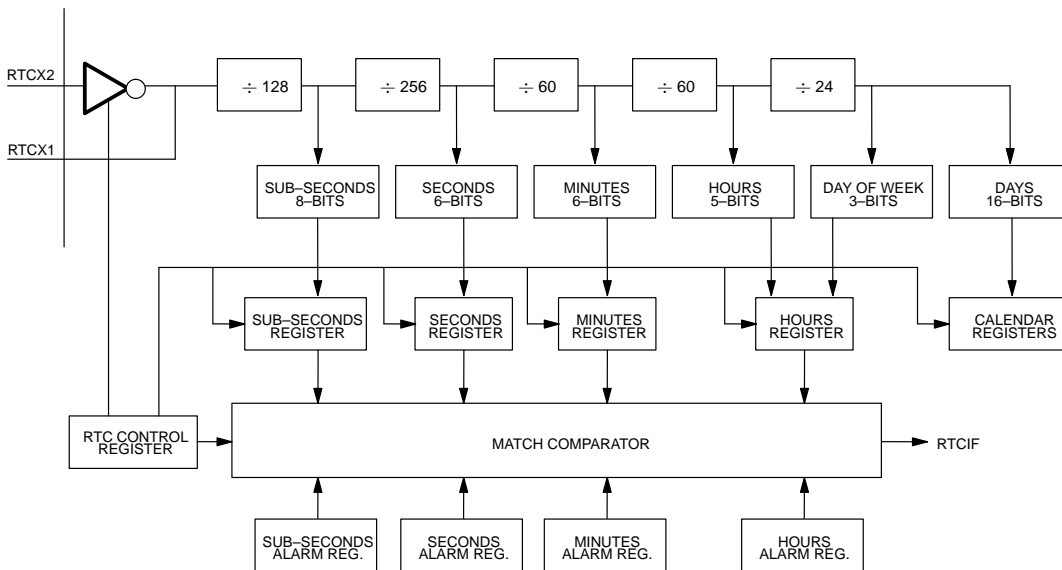 RTCX2
÷ 128
÷ 256
÷ 60
÷ 60
÷ 24
RTCX1
SUB–SECONDS
8–BITS
SECONDS
6–BITS
MINUTES
6–BITS
HOURS
5–BITS
DAY OF WEEK
3–BITS
DAYS
16–BITS
SUB–SECONDS
REGISTER
SECONDS
REGISTER
MINUTES
REGISTER
HOURS
REGISTER
CALENDAR
REGISTERS
RTC CONTROL
REGISTER
MATCH COMPARATOR
RTCIF
SUB–SECONDS
ALARM REG.
SECONDS
ALARM REG.
MINUTES
ALARM REG.
HOURS
ALARM REG.